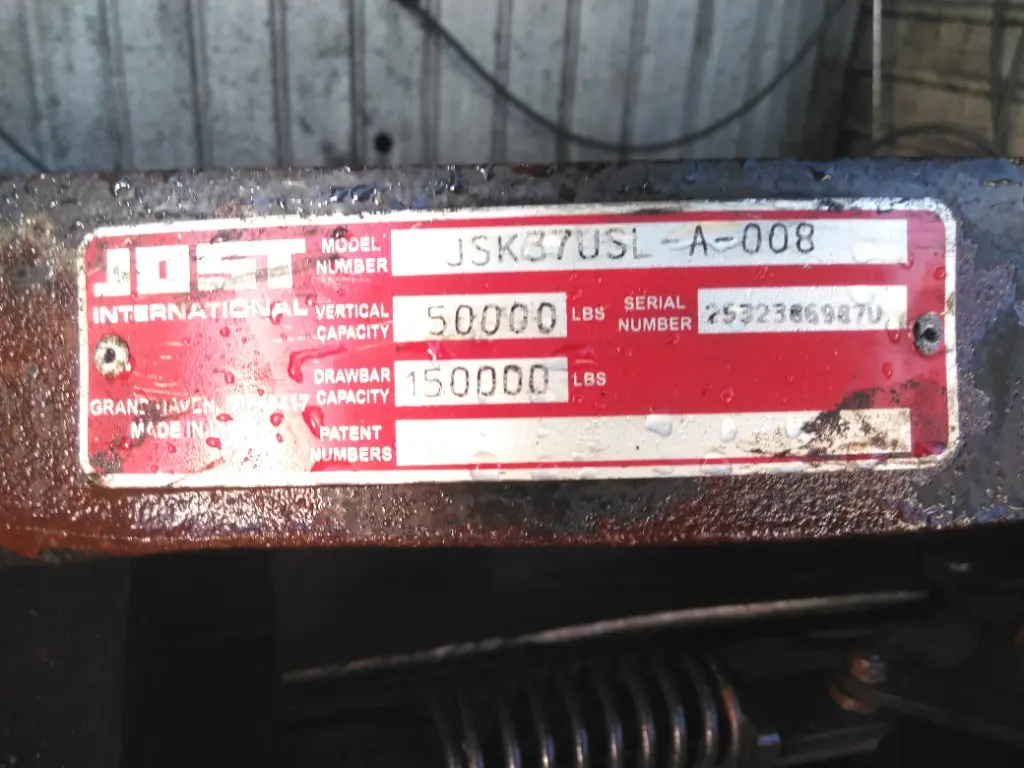 JOST
INTERNATIONAL
MODEL NUMBER JSK37USL-A-008
VERTICAL CAPACITY 50000 LBS
SERIAL NUMBER
DRAWBAR CAPACITY 150000 LBS
GRAND HAVEN,
MADE IN
PATENT NUMBERS